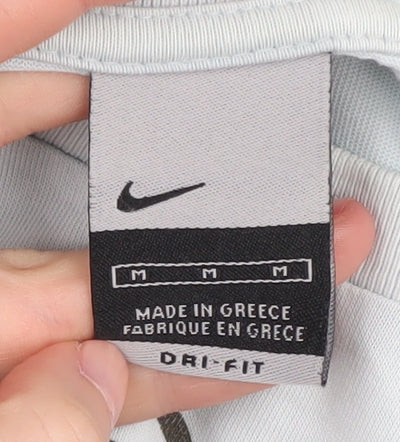 M M M
MADE IN GREECE
FABRIQUE EN GRECE
DRI-FIT